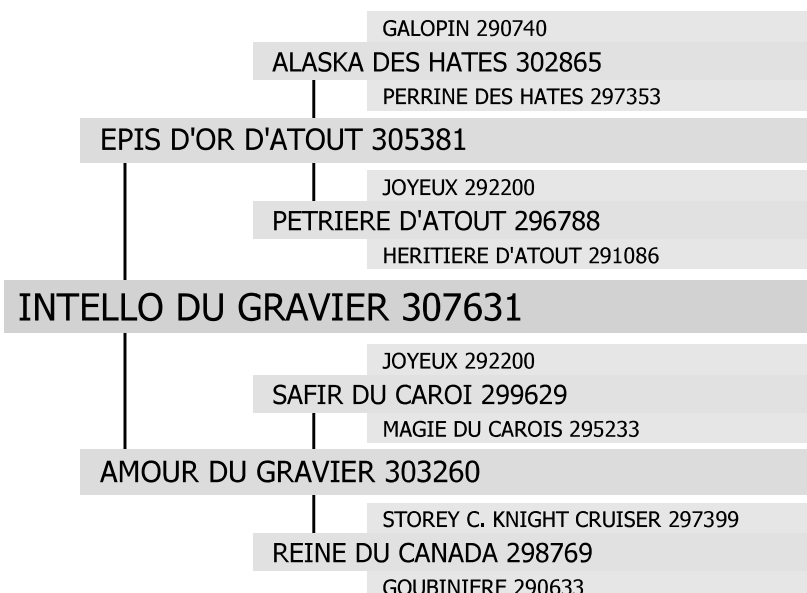 GALOPIN 290740
ALASKA DES HATES 302865
PERRINE DES HATES 297353
EPIS D'OR D'ATOUT 305381
JOYEUX 292200
PETRIERE D'ATOUT 296788
HERITIERE D'ATOUT 291086
INTELLO DU GRAVIER 307631
JOYEUX 292200
SAFIR DU CAROI 299629
MAGIE DU CAROIS 295233
AMOUR DU GRAVIER 303260
STOREY C. KNIGHT CRUISER 297399
REINE DU CANADA 298769
GOUBINIERE 290633